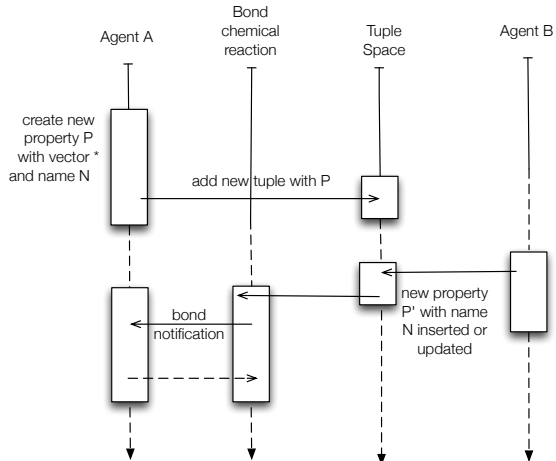 Agent A
Bond
chemical
reaction
Tuple
Space
Agent B
create new
property P
with vector *
and name N
add new tuple with P
new property
P' with name
N inserted or
updated
bond
notification